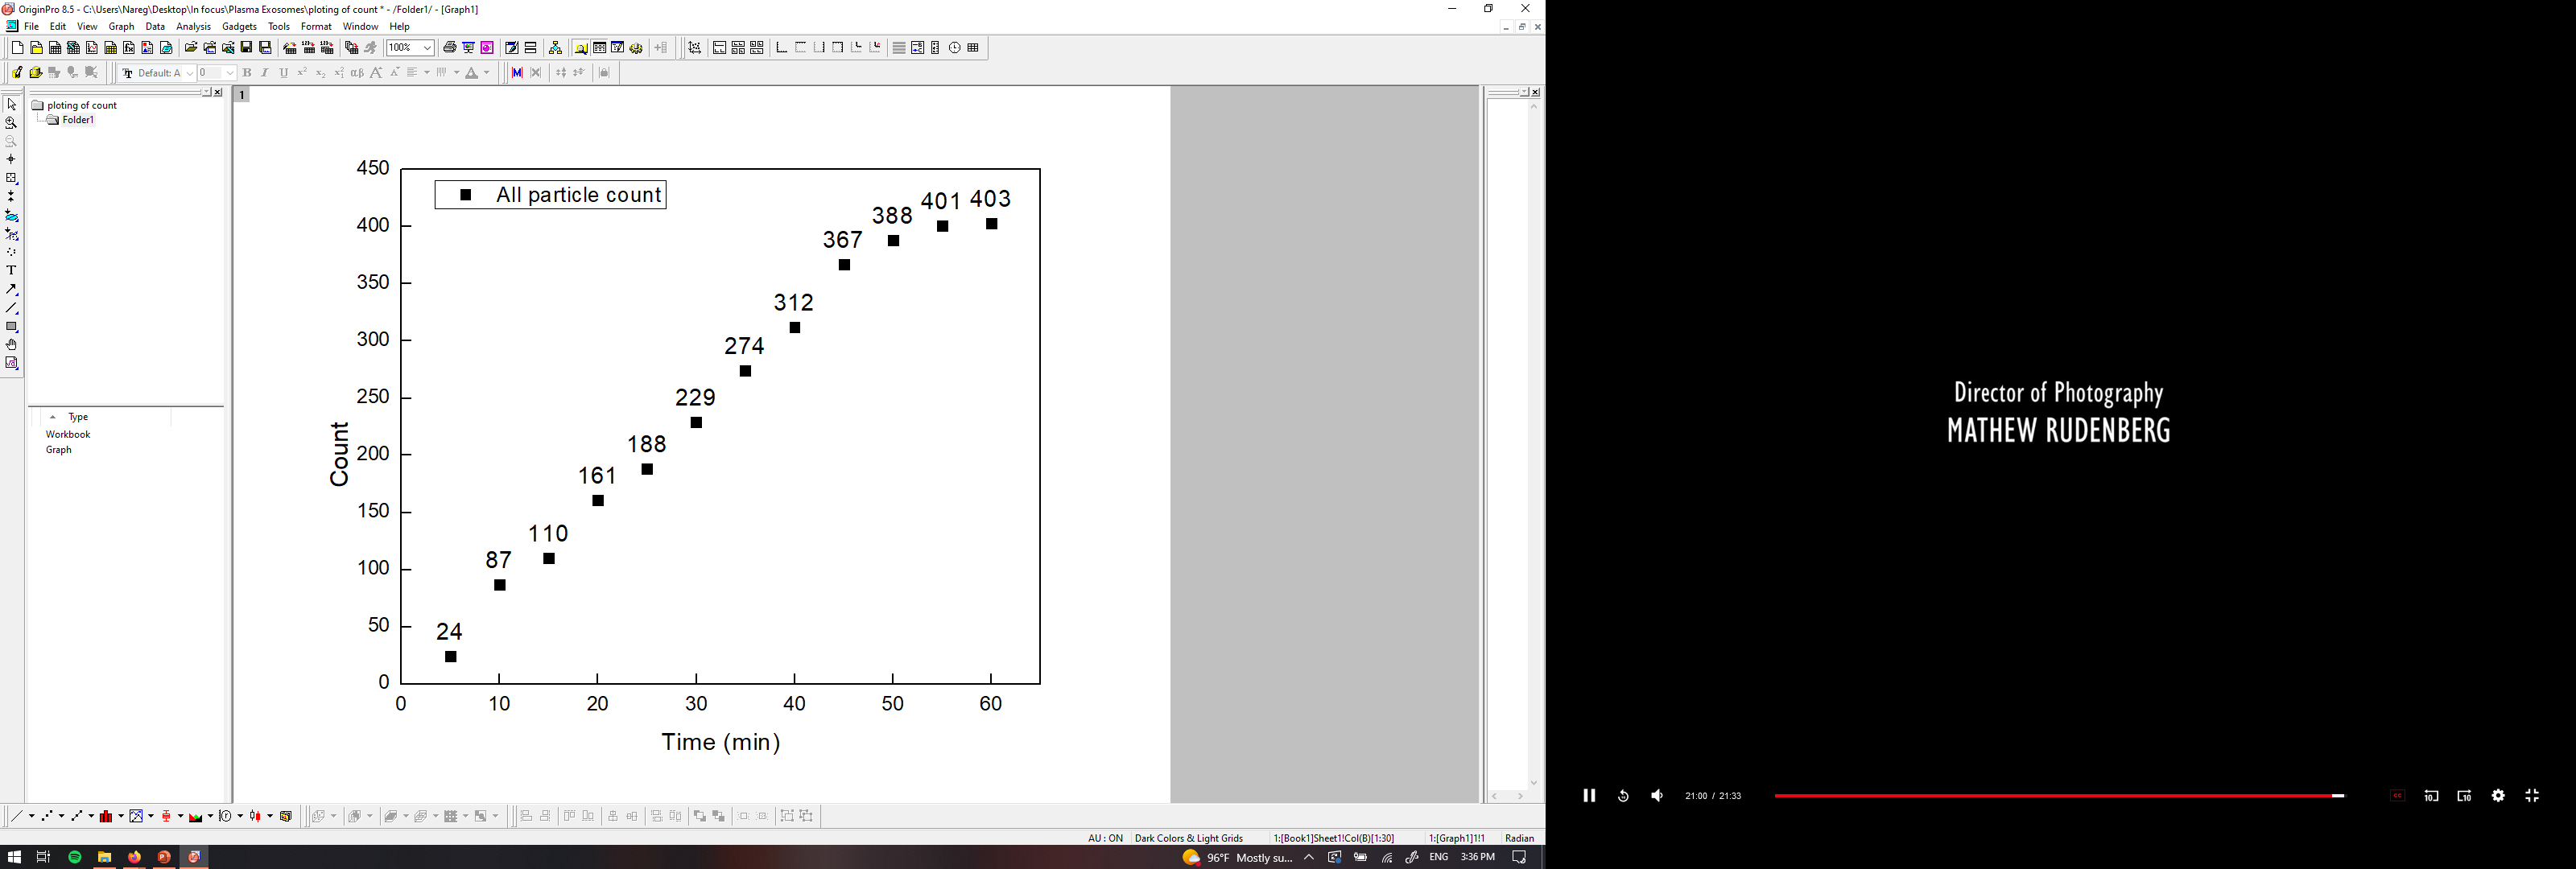 OriginPro 8.5 - C:\Users\Nareg\Desktop\In focus\Plasma Exosomes\ploting of count * - /Folder1/ - [Graph1]
File Edit View Graph Data Analysis Gadgets Tools Format Window Help
100%
Default: A 0 B I U
ploting of count
Folder1
Type
Workbook
Graph
1
450
400
350
300
250
200
150
100
50
0
Count
All particle count
24
87
110
161
188
229
274
312
367
388
401
403
0 10 20 30 40 50 60
Time (min)
AU : ON Dark Colors & Light Grids 1:[Book1]Sheet1!Col(B)[1:30] 1:[Graph1]1!1 Radian
96°F Mostly su... ENG 3:36 PM
Director of Photography
MATHEW RUDENBERG
21:00 / 21:33